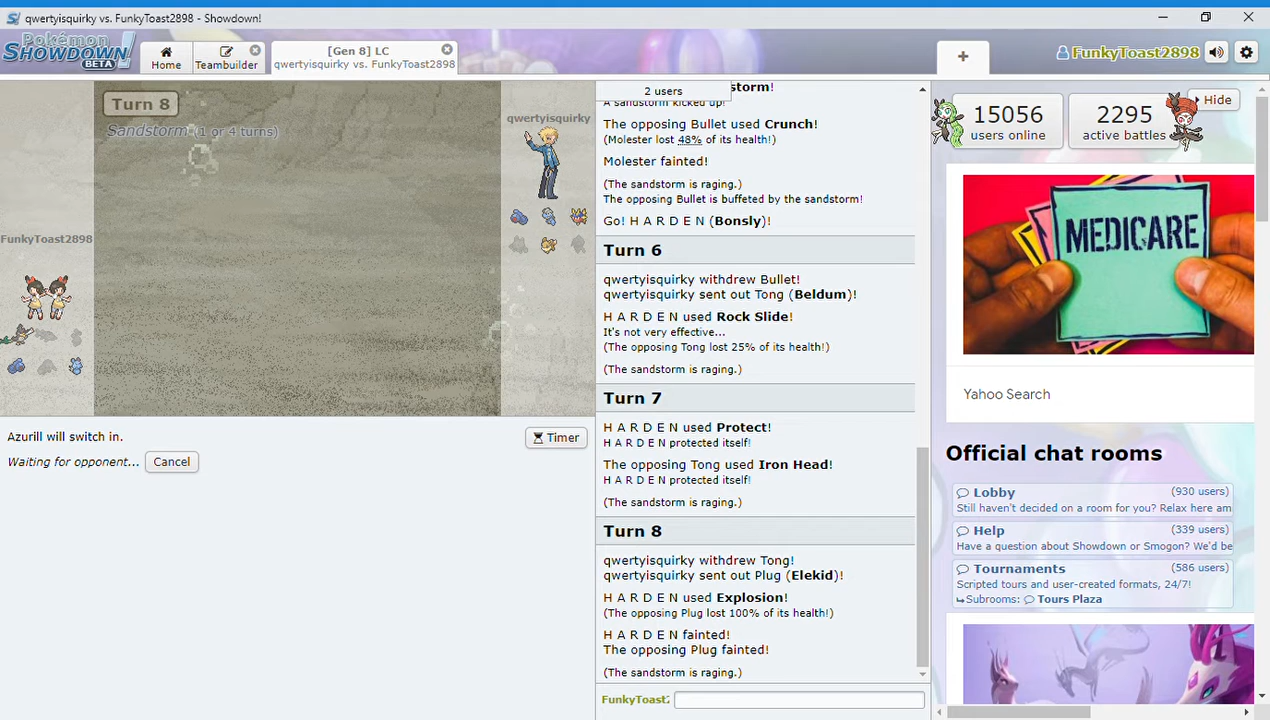 qwertyisquirky vs. FunkyToast2898 - Showdown!
Pokémon
SHOWDOWN!
BETA
Home
Teambuilder
[Gen 8] LC
qwertyisquirky vs. FunkyToast2898
+
FunkyToast2898
Turn 8
Sandstorm (1 or 4 turns)
qwertyisquirky
FunkyToast2898
Azurill will switch in.
Timer
Waiting for opponent...
Cancel
2 users
storm!
A sandstorm kicked up!
The opposing Bullet used Crunch!
(Molester lost 48% of its health!)
Molester fainted!
(The sandstorm is raging.)
The opposing Bullet is buffeted by the sandstorm!
Go! H A R D E N (Bonsly)!
Turn 6
qwertyisquirky withdrew Bullet!
qwertyisquirky sent out Tong (Beldum)!
H A R D E N used Rock Slide!
It's not very effective...
(The opposing Tong lost 25% of its health!)
(The sandstorm is raging.)
Turn 7
H A R D E N used Protect!
H A R D E N protected itself!
The opposing Tong used Iron Head!
H A R D E N protected itself!
(The sandstorm is raging.)
Turn 8
qwertyisquirky withdrew Tong!
qwertyisquirky sent out Plug (Elekid)!
H A R D E N used Explosion!
(The opposing Plug lost 100% of its health!)
H A R D E N fainted!
The opposing Plug fainted!
(The sandstorm is raging.)
FunkyToast2
15056
users online
2295
active battles
Hide
MEDICARE
Yahoo Search
Official chat rooms
Lobby (930 users)
Still haven't decided on a room for you? Relax here am
Help (339 users)
Have a question about Showdown or Smogon? We'd be
Tournaments (586 users)
Scripted tours and user-created formats, 24/7!
Subrooms: Tours Plaza